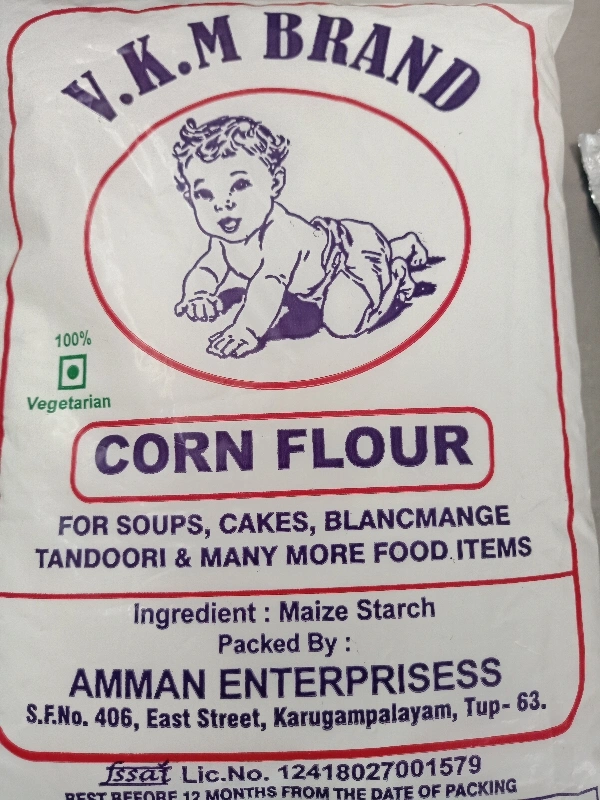 V.K.M BRAND
100%
Vegetarian
CORN FLOUR
FOR SOUPS, CAKES, BLANCMANGE
TANDOORI & MANY MORE FOOD ITEMS
Ingredient : Maize Starch
Packed By :
AMMAN ENTERPRISESS
S.F.No. 406, East Street, Karugampalayam, Tup- 63.
fssai Lic.No. 12418027001579
BEST BEFORE 12 MONTHS FROM THE DATE OF PACKING